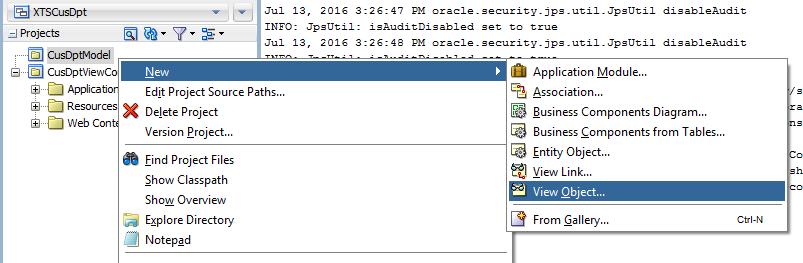 XTSCusDpt
Projects
CusDptModel
CusDptViewCo
Application
Resources
Web Conte
Jul 13, 2016 3:26:47 PM oracle.security.jps.util.JpsUtil disableAudit
INFO: JpsUtil: isAuditDisabled set to true
Jul 13, 2016 3:26:48 PM oracle.security.jps.util.JpsUtil disableAudit
INFO: JpsUtil: isAuditDisabled set to true
New
Edit Project Source Paths...
Delete Project
Version Project...
Find Project Files
Show Classpath
Show Overview
Explore Directory
Notepad
Application Module...
Association...
Business Components Diagram...
Business Components from Tables...
Entity Object...
View Link...
View Object...
From Gallery... Ctrl-N